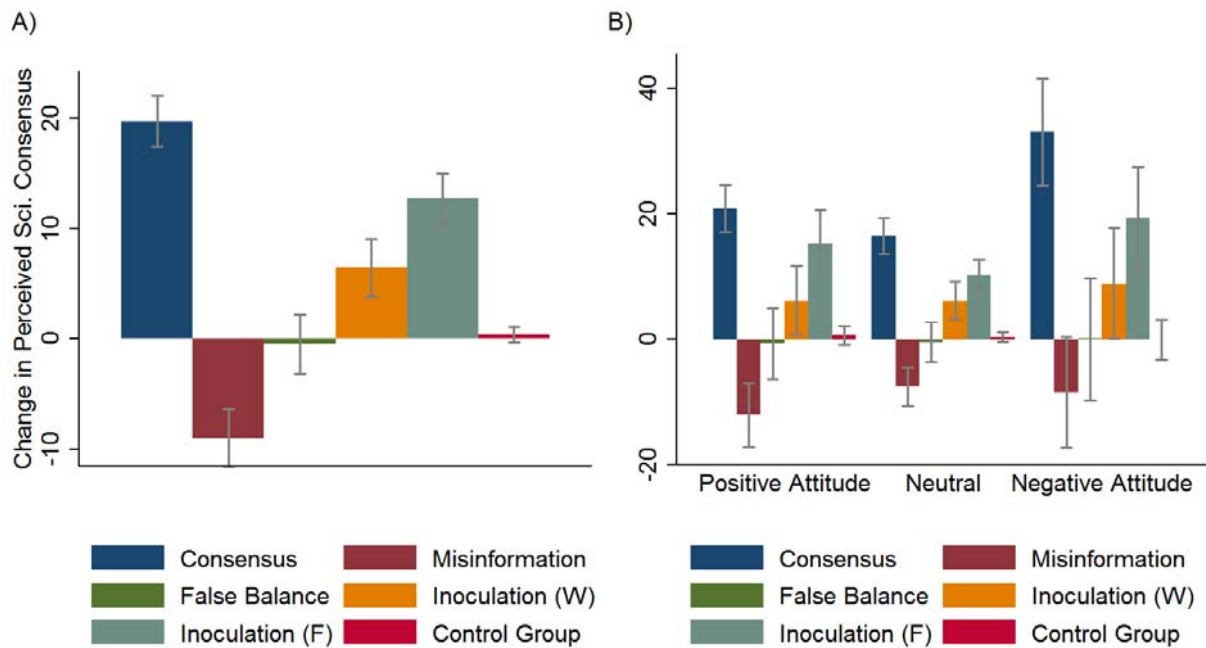 A)
Change in Perceived Sci. Consensus
20
10
0
-10
Consensus
Misinformation
False Balance
Inoculation (W)
Inoculation (F)
Control Group
B)
40
20
0
-20
Positive Attitude
Neutral
Negative Attitude
Consensus
Misinformation
False Balance
Inoculation (W)
Inoculation (F)
Control Group